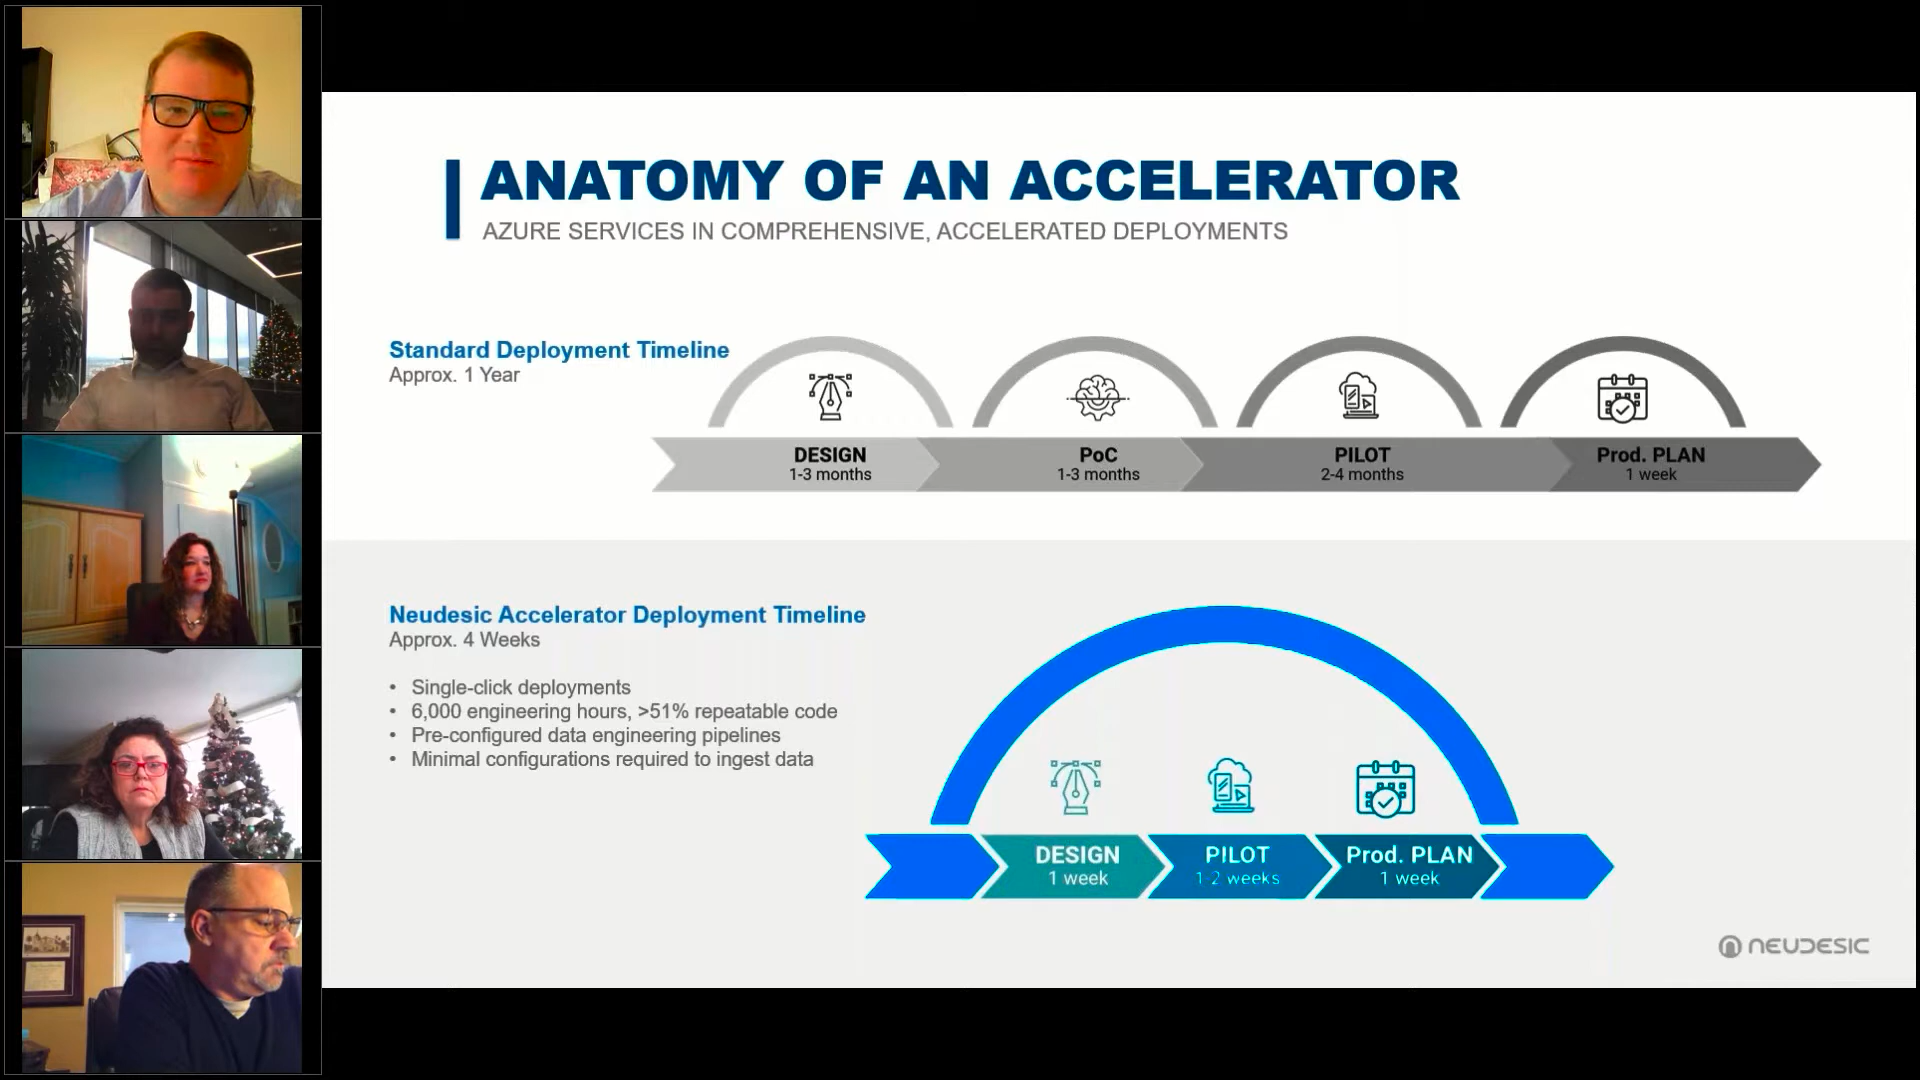 ANATOMY OF AN ACCELERATOR
AZURE SERVICES IN COMPREHENSIVE, ACCELERATED DEPLOYMENTS
Standard Deployment Timeline
Approx. 1 Year
DESIGN
1-3 months
PoC
1-3 months
PILOT
2-4 months
Prod. PLAN
1 week
Neudesic Accelerator Deployment Timeline
Approx. 4 Weeks
• Single-click deployments
• 6,000 engineering hours, >51% repeatable code
• Pre-configured data engineering pipelines
• Minimal configurations required to ingest data
DESIGN
1 week
PILOT
1-2 weeks
Prod. PLAN
1 week
NEUDESIC